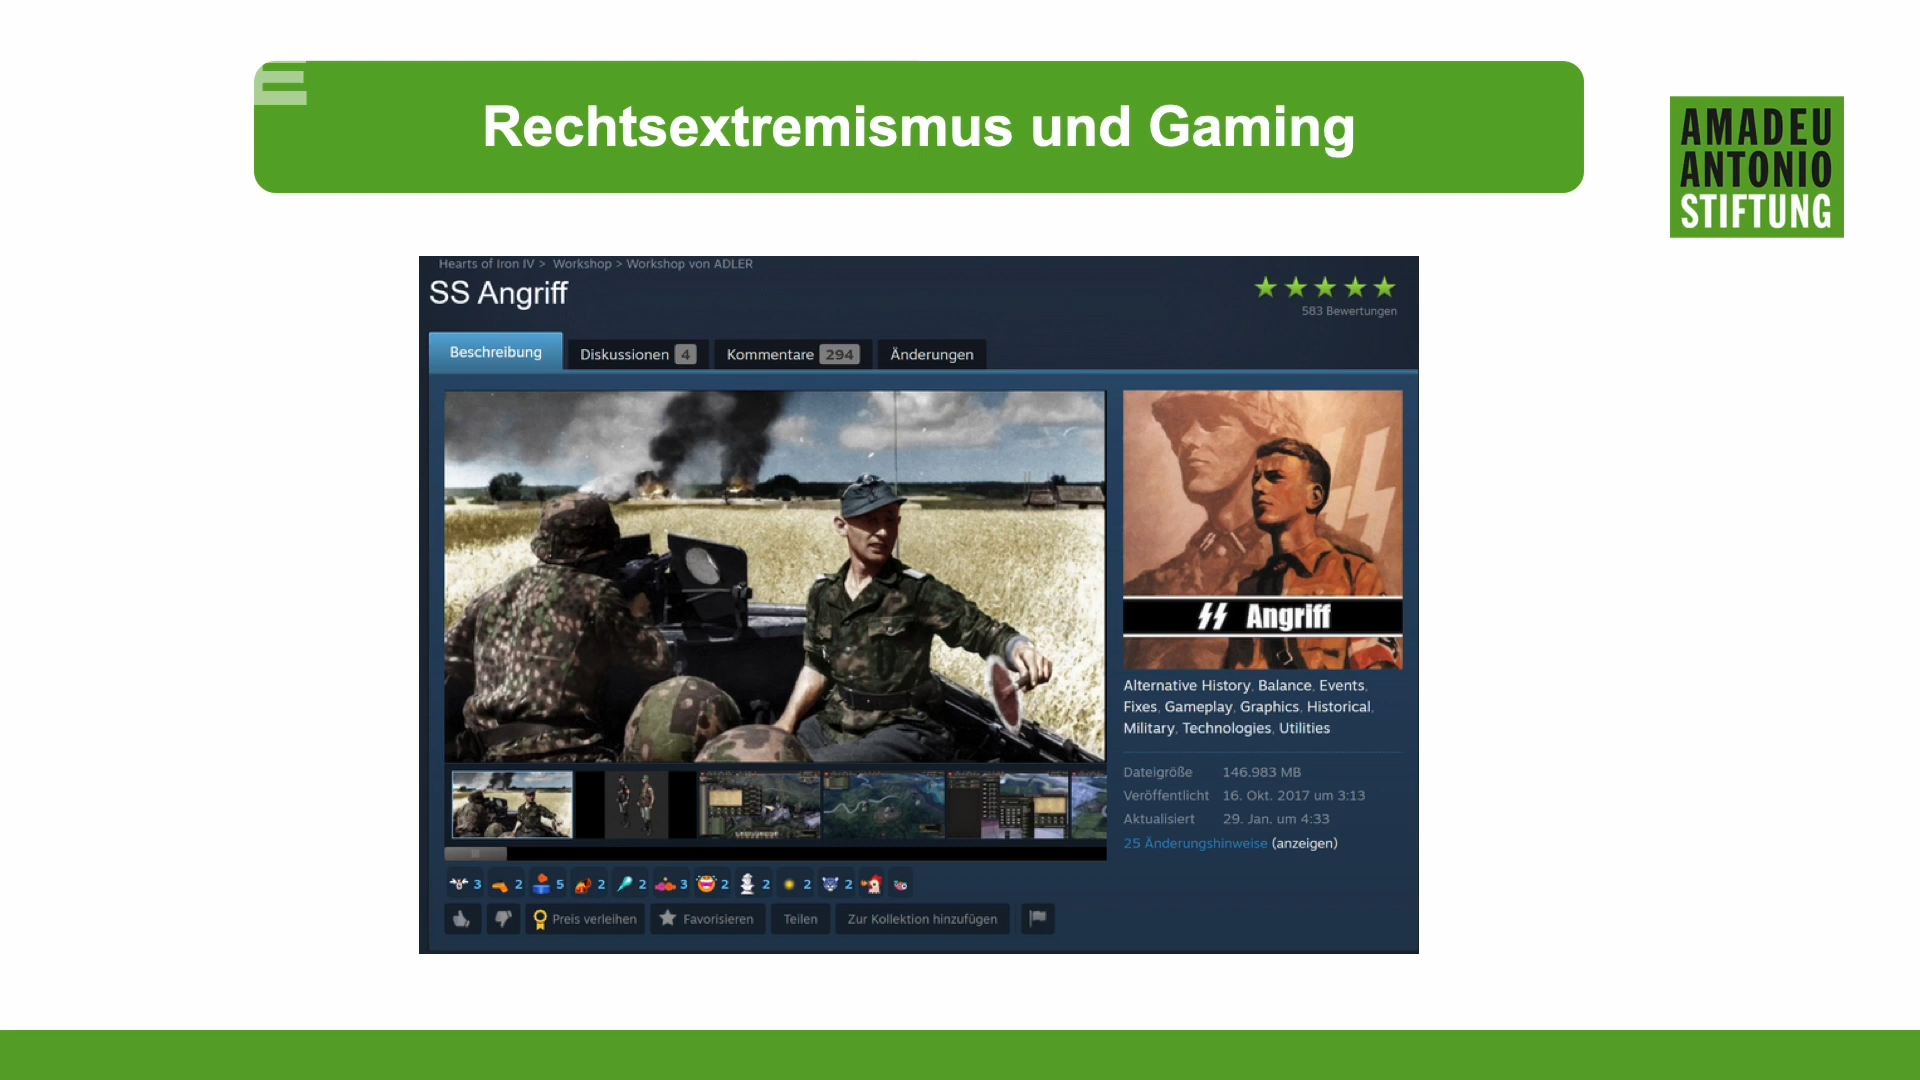 Rechtsextremismus und Gaming
AMADEU
ANTONIO
STIFTUNG
Hearts of Iron IV > Workshop > Workshop von ADLER
SS Angriff
583 Bewertungen
Beschreibung
Diskussionen 4
Kommentare 294
Änderungen
Angriff
Alternative History, Balance, Events,
Fixes, Gameplay, Graphics, Historical,
Military, Technologies, Utilities
Dateigröße 146.983 MB
Veröffentlicht 16. Okt. 2017 um 3:13
Aktualisiert 29. Jan. um 4:33
25 Änderungshinweise (anzeigen)
3 2 5 2 2 3 2 2 2 2
Preis verleihen
Favorisieren
Teilen
Zur Kollektion hinzufügen